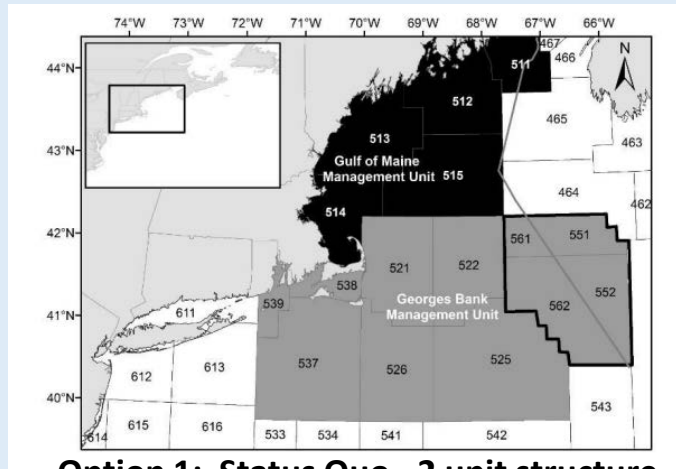 74°W 73°W 72°W 71°W 70°W 69°W 68°W 67°W 66°W
44°N 511 467 466 N
512 465
43°N 513 463
Gulf of Maine
Management Unit 515
464 462
514
42°N
561 551
521 522
538 552
41°N 539 Georges Bank 562
611 Management Unit
613 537 526 525
612
40°N 543
614 615 616 533 534 541 542
Option 1: Status Quo - 2 unit structure